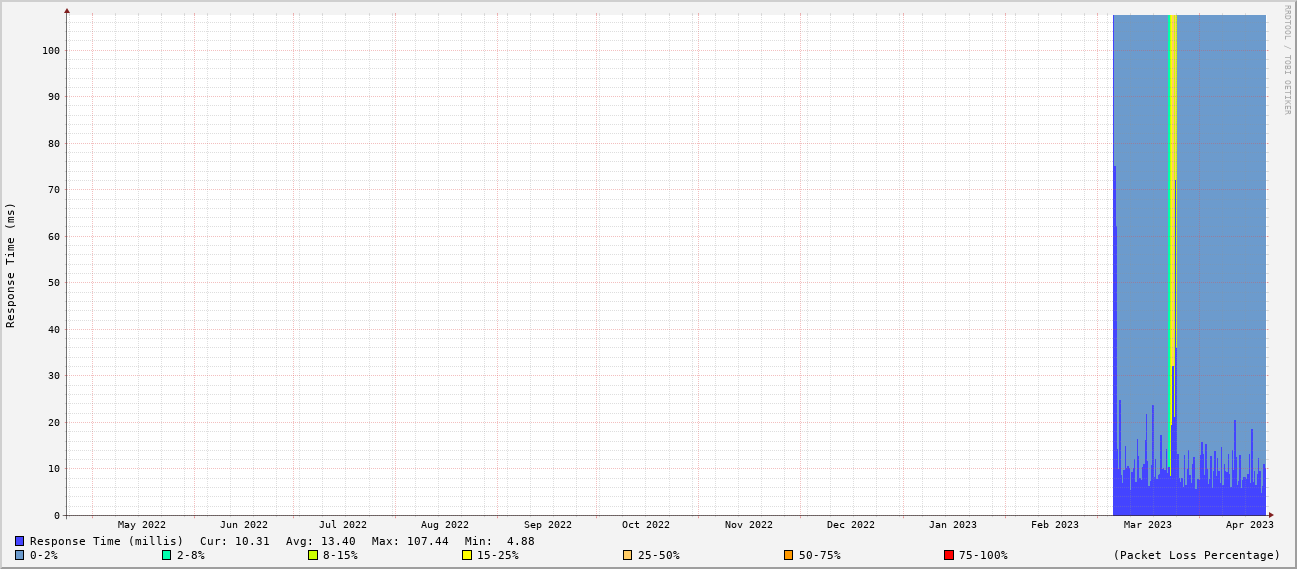 RRDTOOL / TOBI OETIKER
Response Time (ms)
100
90
80
70
60
50
40
30
20
10
0
May 2022 Jun 2022 Jul 2022 Aug 2022 Sep 2022 Oct 2022 Nov 2022 Dec 2022 Jan 2023 Feb 2023 Mar 2023 Apr 2023
Response Time (millis) Cur: 10.31 Avg: 13.40 Max: 107.44 Min: 4.88
0-2% 2-8% 8-15% 15-25% 25-50% 50-75% 75-100% (Packet Loss Percentage)